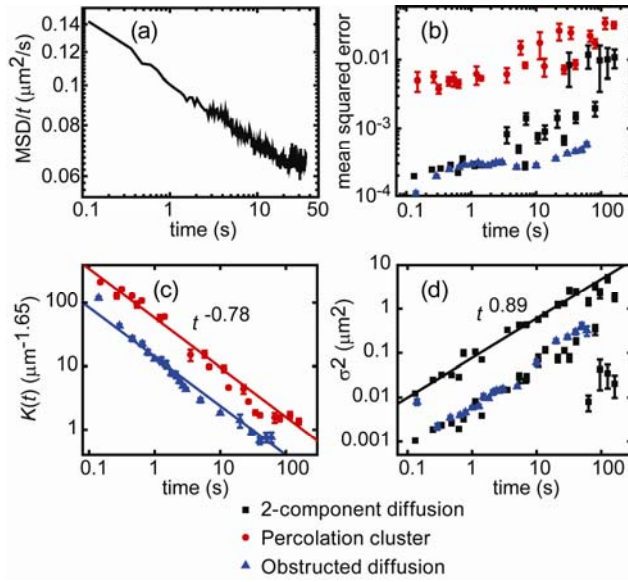 (a)
MSD/t (μm²/s)
0.14
0.1
0.08
0.06
0.1
1
10
50
time (s)
(b)
mean squared error
0.01
10⁻³
10⁻⁴
0.1
1
10
100
time (s)
(c)
K(t) (μm⁻¹·⁶⁵)
100
10
1
t ⁻⁰·⁷⁸
0.1
1
10
100
time (s)
(d)
σ² (μm²)
10
1
0.1
0.01
0.001
t ⁰·⁸⁹
0.1
1
10
100
time (s)
2-component diffusion
Percolation cluster
Obstructed diffusion